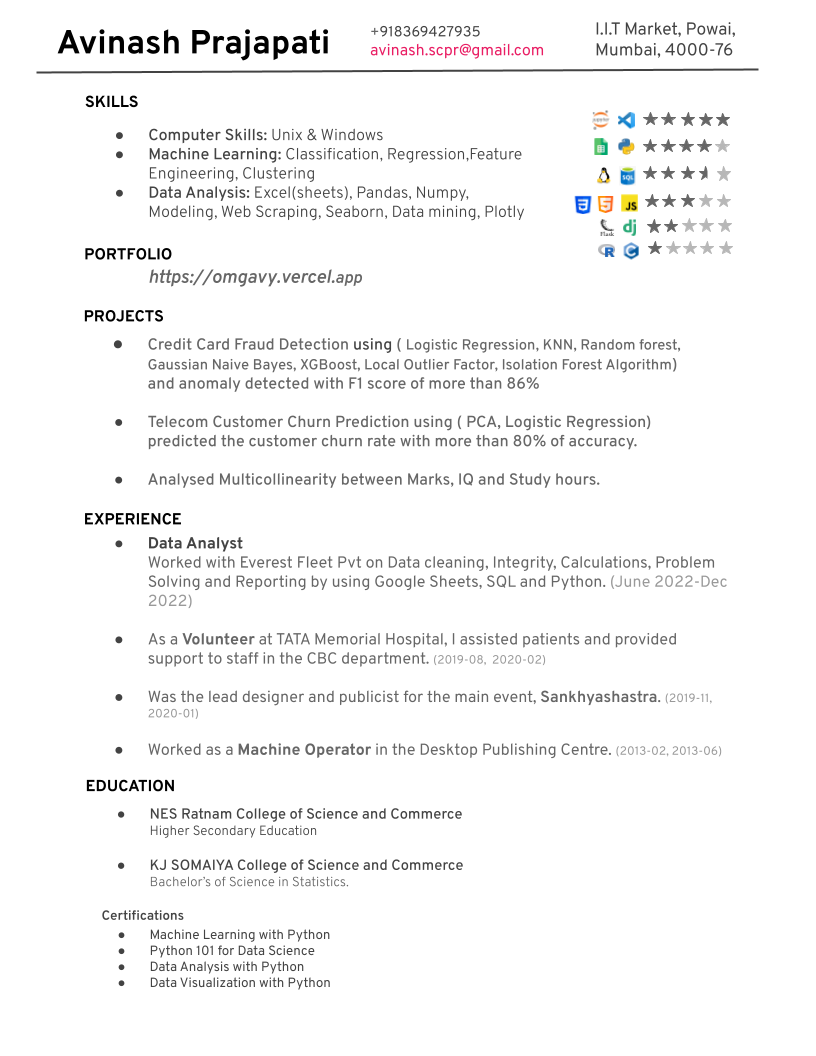 Avinash Prajapati
+918369427935
avinash.scpr@gmail.com
I.I.T Market, Powai,
Mumbai, 4000-76
SKILLS
● Computer Skills: Unix & Windows
● Machine Learning: Classification, Regression,Feature
Engineering, Clustering
● Data Analysis: Excel(sheets), Pandas, Numpy,
Modeling, Web Scraping, Seaborn, Data mining, Plotly
jupyter
SQL
JS
Flask
dj
R
C
PORTFOLIO
https://omgavy.vercel.app
PROJECTS
● Credit Card Fraud Detection using ( Logistic Regression, KNN, Random forest,
Gaussian Naive Bayes, XGBoost, Local Outlier Factor, Isolation Forest Algorithm)
and anomaly detected with F1 score of more than 86%
● Telecom Customer Churn Prediction using ( PCA, Logistic Regression)
predicted the customer churn rate with more than 80% of accuracy.
● Analysed Multicollinearity between Marks, IQ and Study hours.
EXPERIENCE
● Data Analyst
Worked with Everest Fleet Pvt on Data cleaning, Integrity, Calculations, Problem
Solving and Reporting by using Google Sheets, SQL and Python. (June 2022-Dec
2022)
● As a Volunteer at TATA Memorial Hospital, I assisted patients and provided
support to staff in the CBC department. (2019-08, 2020-02)
● Was the lead designer and publicist for the main event, Sankhyashastra. (2019-11,
2020-01)
● Worked as a Machine Operator in the Desktop Publishing Centre. (2013-02, 2013-06)
EDUCATION
● NES Ratnam College of Science and Commerce
Higher Secondary Education
● KJ SOMAIYA College of Science and Commerce
Bachelor's of Science in Statistics.
Certifications
● Machine Learning with Python
● Python 101 for Data Science
● Data Analysis with Python
● Data Visualization with Python